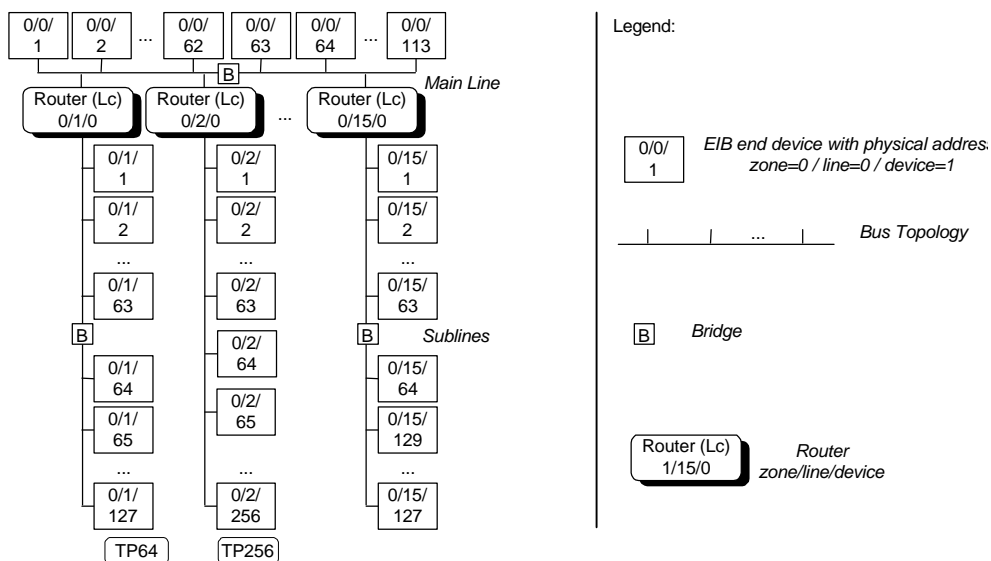 0/0/ 0/0/ 0/0/ 0/0/ 0/0/ 0/0/
1 2 ... 62 63 64 ... 113
B
Main Line
Router (Lc) Router (Lc) Router (Lc)
0/1/0 0/2/0 ... 0/15/0
0/1/ 0/2/ 0/15/
1 1 1
0/1/ 0/2/ 0/15/
2 2 2
... ... ...
0/1/ 0/2/ 0/15/
63 63 63
B B Sublines
0/2/
64
0/1/ 0/15/
64 64
0/2/
65
0/1/ 0/15/
65 129
... ... ...
0/1/ 0/2/ 0/15/
127 256 127
TP64 TP256
Legend:
0/0/
1
EIB end device with physical address
zone=0 / line=0 / device=1
... Bus Topology
B Bridge
Router (Lc)
1/15/0
Router
zone/line/device